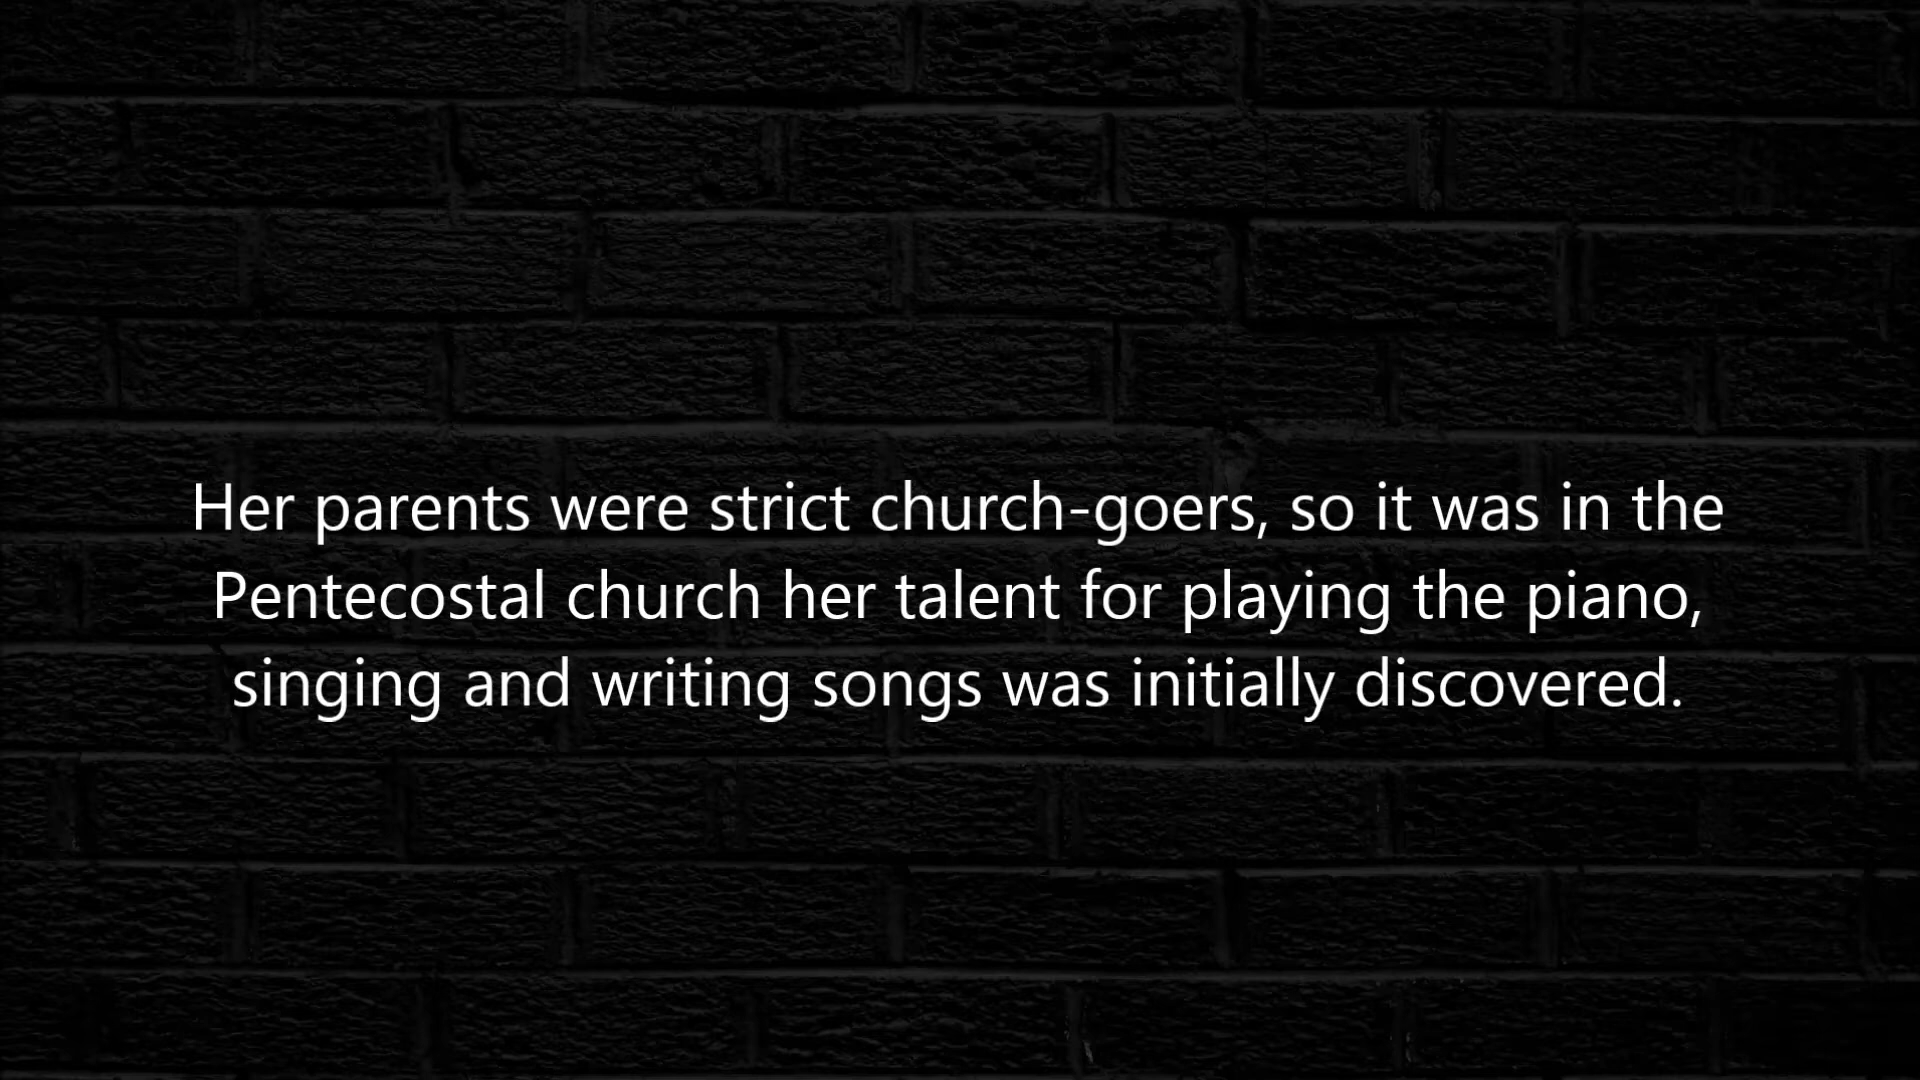 Her parents were strict church-goers, so it was in the
Pentecostal church her talent for playing the piano,
singing and writing songs was initially discovered.